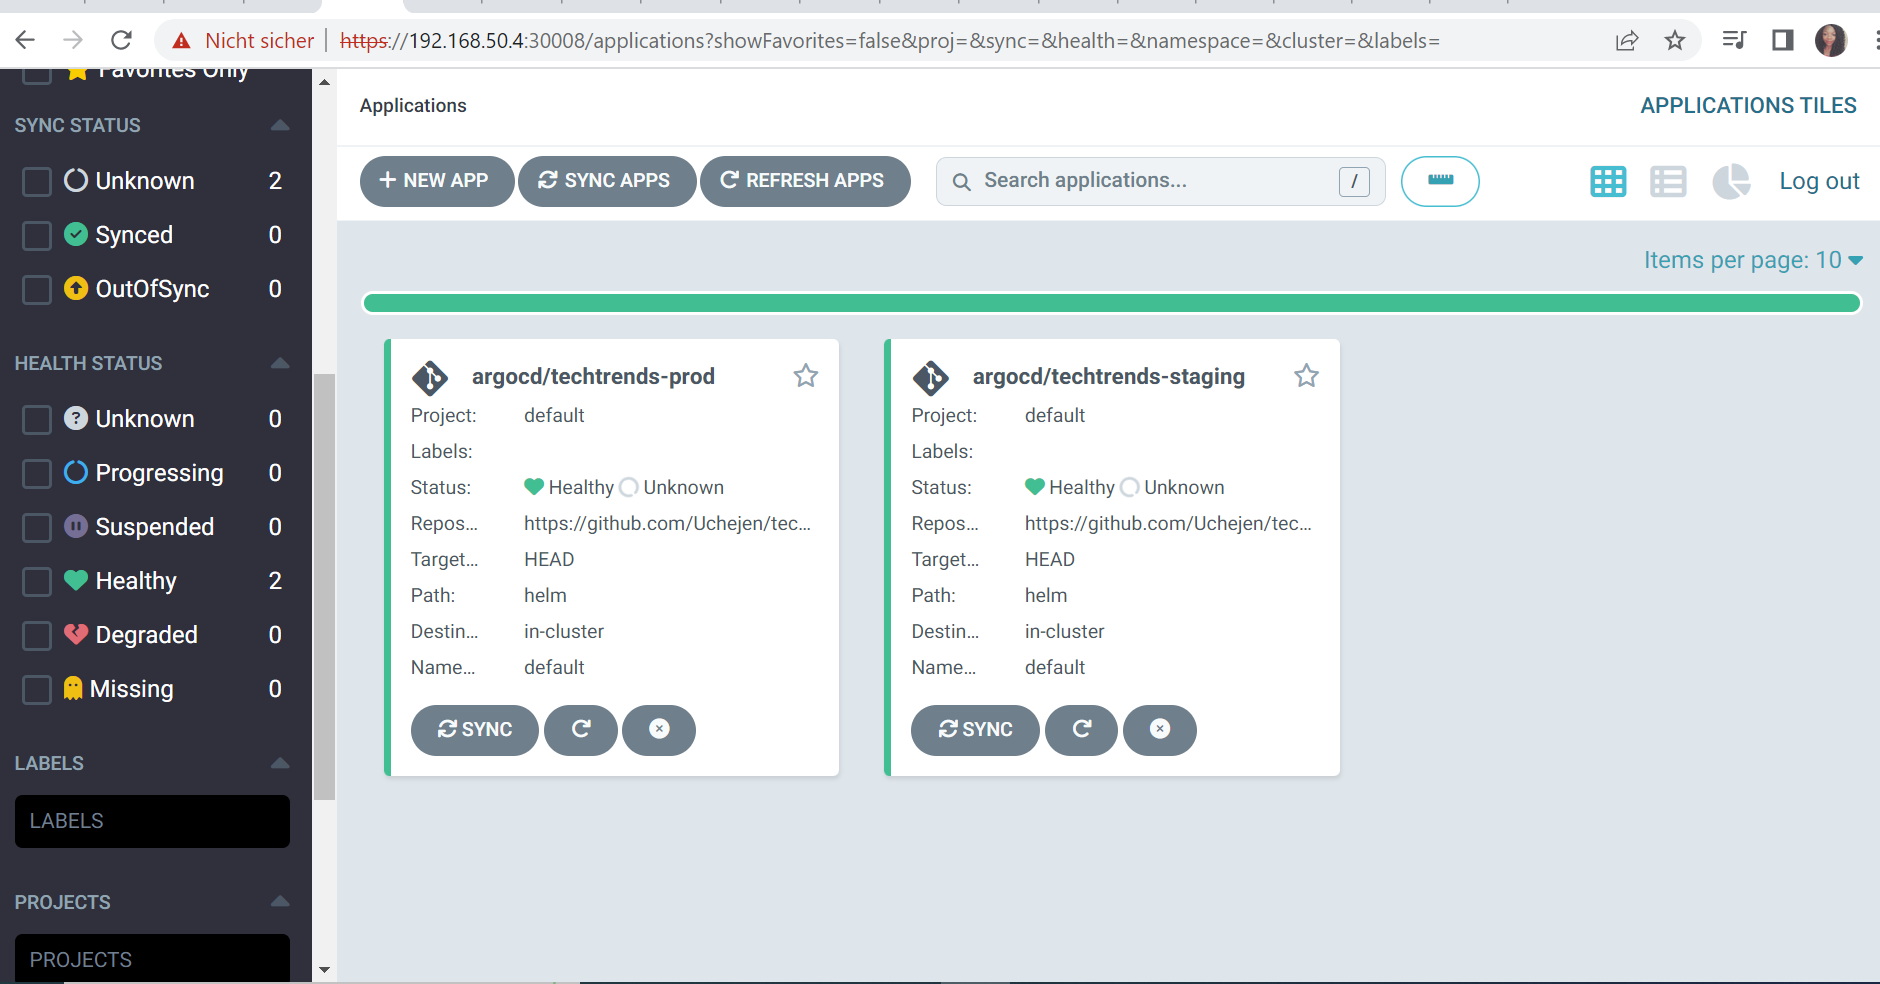 Nicht sicher https://192.168.50.4:30008/applications?showFavorites=false&proj=&sync=&health=&namespace=&cluster=&labels=
Favorites Only
SYNC STATUS
Unknown 2
Synced 0
OutOfSync 0
HEALTH STATUS
Unknown 0
Progressing 0
Suspended 0
Healthy 2
Degraded 0
Missing 0
LABELS
LABELS
PROJECTS
PROJECTS
Applications
APPLICATIONS TILES
NEW APP
SYNC APPS
REFRESH APPS
Search applications... /
Log out
Items per page: 10
argocd/techtrends-prod
Project: default
Labels:
Status: Healthy Unknown
Repos... https://github.com/Uchejen/tec...
Target... HEAD
Path: helm
Destin... in-cluster
Name... default
SYNC
argocd/techtrends-staging
Project: default
Labels:
Status: Healthy Unknown
Repos... https://github.com/Uchejen/tec...
Target... HEAD
Path: helm
Destin... in-cluster
Name... default
SYNC